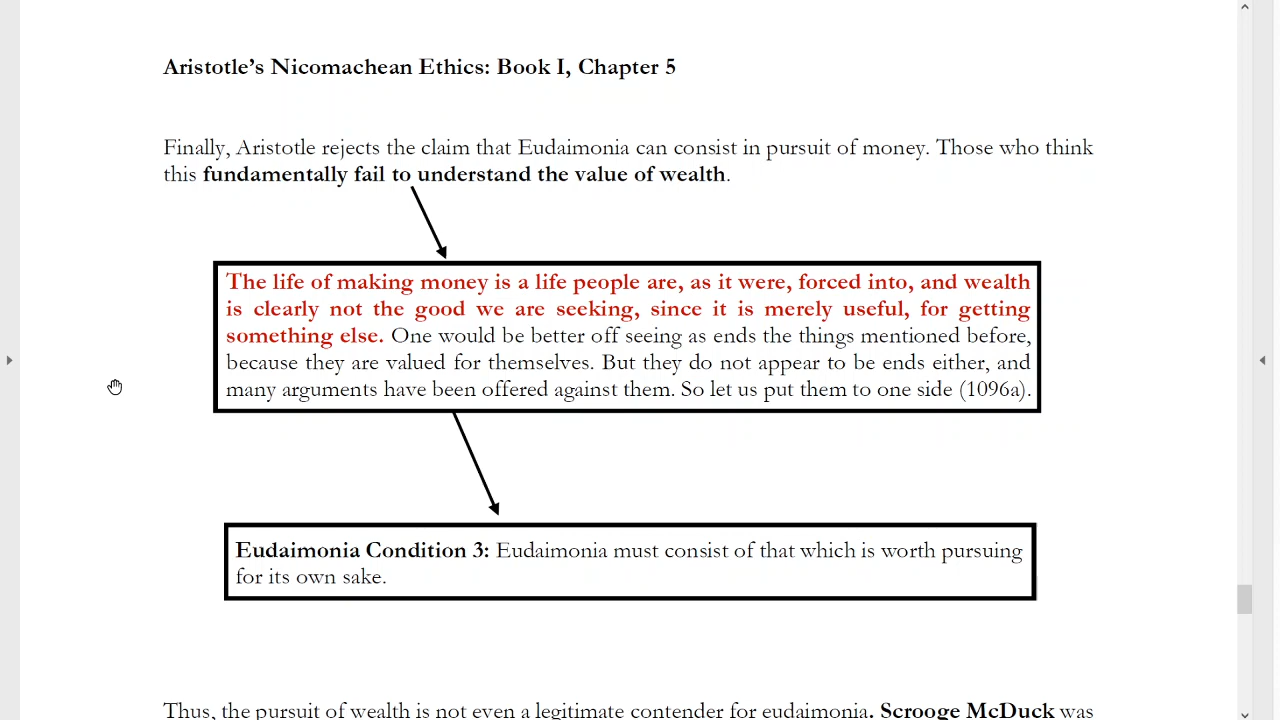 Aristotle’s Nicomachean Ethics: Book I, Chapter 5
Finally, Aristotle rejects the claim that Eudaimonia can consist in pursuit of money. Those who think
this fundamentally fail to understand the value of wealth.
The life of making money is a life people are, as it were, forced into, and wealth
is clearly not the good we are seeking, since it is merely useful, for getting
something else. One would be better off seeing as ends the things mentioned before,
because they are valued for themselves. But they do not appear to be ends either, and
many arguments have been offered against them. So let us put them to one side (1096a).
Eudaimonia Condition 3: Eudaimonia must consist of that which is worth pursuing
for its own sake.
Thus, the pursuit of wealth is not even a legitimate contender for eudaimonia. Scrooge McDuck was